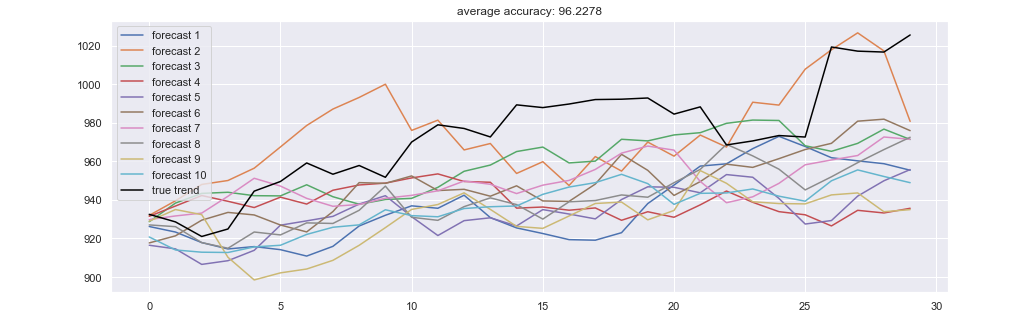 average accuracy: 96.2278
forecast 1
forecast 2
forecast 3
forecast 4
forecast 5
forecast 6
forecast 7
forecast 8
forecast 9
forecast 10
true trend
1020
1000
980
960
940
920
900
0 5 10 15 20 25 30